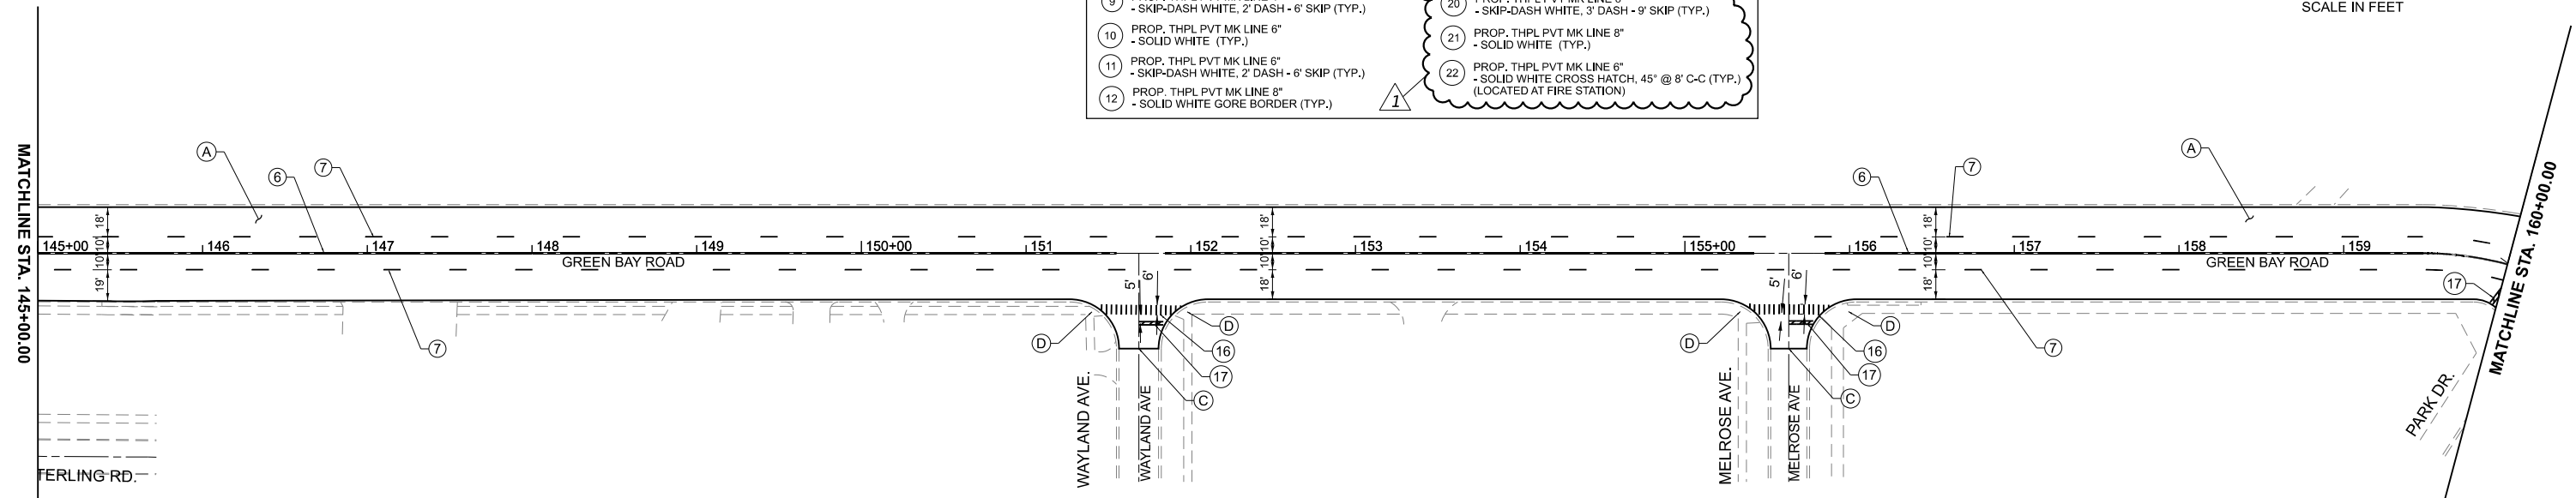 9
- SKIP-DASH WHITE, 2' DASH - 6' SKIP (TYP.)
10 PROP. THPL PVT MK LINE 6"
- SOLID WHITE (TYP.)
11 PROP. THPL PVT MK LINE 6"
- SKIP-DASH WHITE, 2' DASH - 6' SKIP (TYP.)
12 PROP. THPL PVT MK LINE 8"
- SOLID WHITE GORE BORDER (TYP.)
20
- SKIP-DASH WHITE, 3' DASH - 9' SKIP (TYP.)
21 PROP. THPL PVT MK LINE 8"
- SOLID WHITE (TYP.)
22 PROP. THPL PVT MK LINE 6"
- SOLID WHITE CROSS HATCH, 45° @ 8' C-C (TYP.)
(LOCATED AT FIRE STATION)
1
SCALE IN FEET
MATCHLINE STA. 145+00.00
A
6
7
6
7
A
18'
10'
10'
19'
18'
10'
10'
18'
18'
10'
10'
18'
145+00 146 147 148 149 150+00 151 152 153 154 155+00 156 157 158 159
GREEN BAY ROAD
GREEN BAY ROAD
MATCHLINE STA. 160+00.00
5'
6'
5'
6'
17
7
D
D
16
17
C
D
D
16
17
C
7
WAYLAND AVE.
WAYLAND AVE
MELROSE AVE.
MELROSE AVE
PARK DR.
TERLING RD.